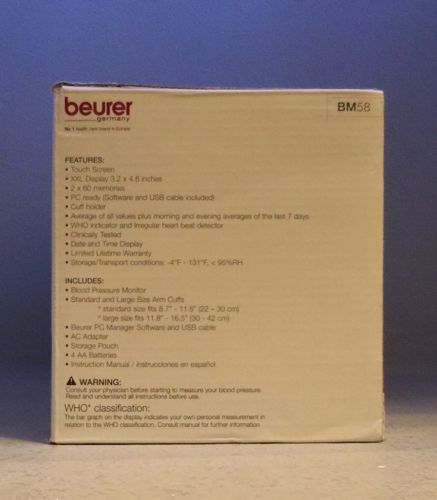 beurer
germany
No 1 health care brand in Europe
BM58
FEATURES:
• Touch Screen
• XXL Display 3.2 x 4.8 inches
• 2 x 60 memories
• PC ready (Software and USB cable included)
• Cuff holder
• Average of all values plus morning and evening averages of the last 7 days
• WHO indicator and Irregular heart beat detector
• Clinically Tested
• Date and Time Display
• Limited Lifetime Warranty
• Storage/Transport conditions: -4°F - 131°F, < 95%RH
INCLUDES:
• Blood Pressure Monitor
• Standard and Large Size Arm Cuffs
* standard size fits 8.7" - 11.8" (22 – 30 cm)
* large size fits 11.8" - 16.5" (30 - 42 cm)
• Beurer PC Manager Software and USB cable
• AC Adapter
• Storage Pouch
• 4 AA Batteries
• Instruction Manual / instrucciones en español
WARNING:
Consult your physician before starting to measure your blood pressure.
Read and understand all instructions before use.
WHO* classification:
The bar graph on the display indicates your own personal measurement in
relation to the WHO classification. Consult manual for further information